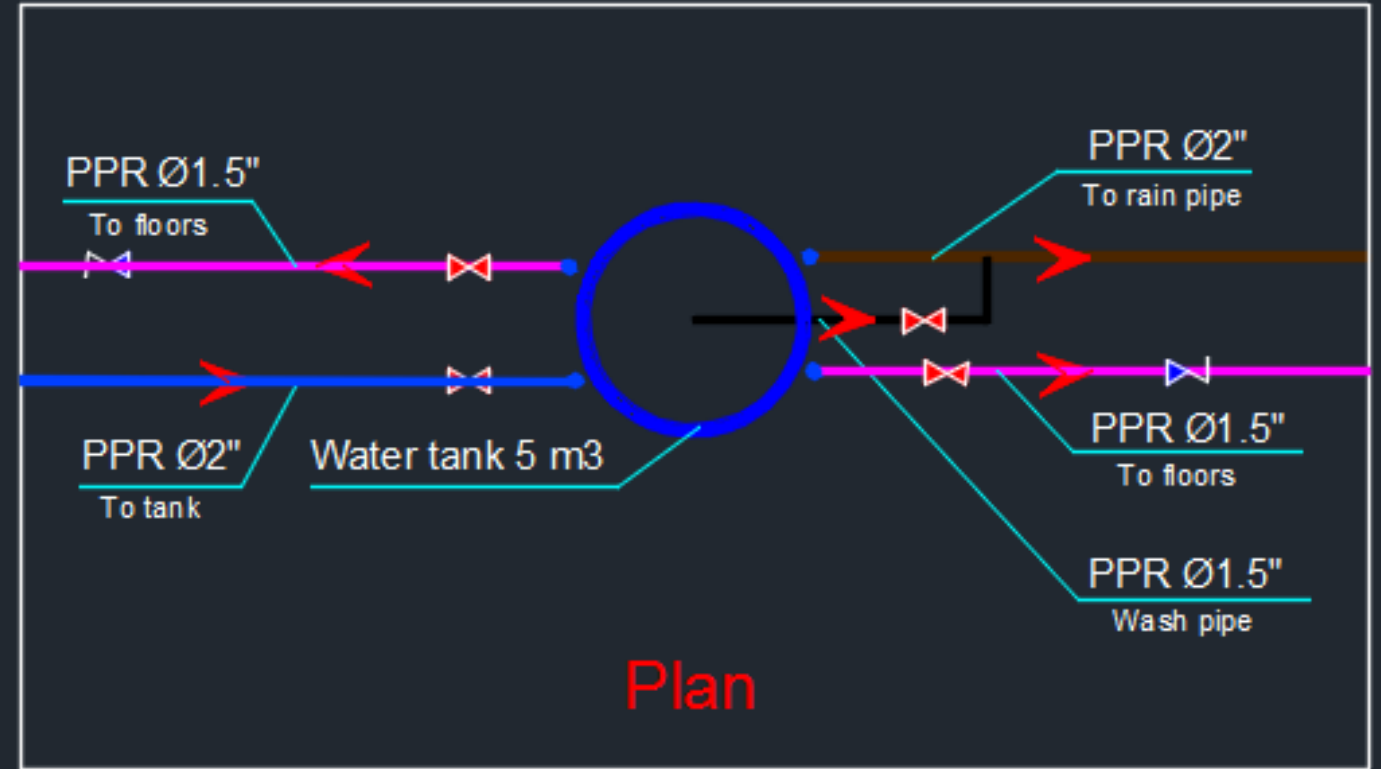 PPR Ø1.5"
To floors
PPR Ø2"
To rain pipe
PPR Ø2"
To tank
Water tank 5 m3
PPR Ø1.5"
To floors
PPR Ø1.5"
Wash pipe
Plan